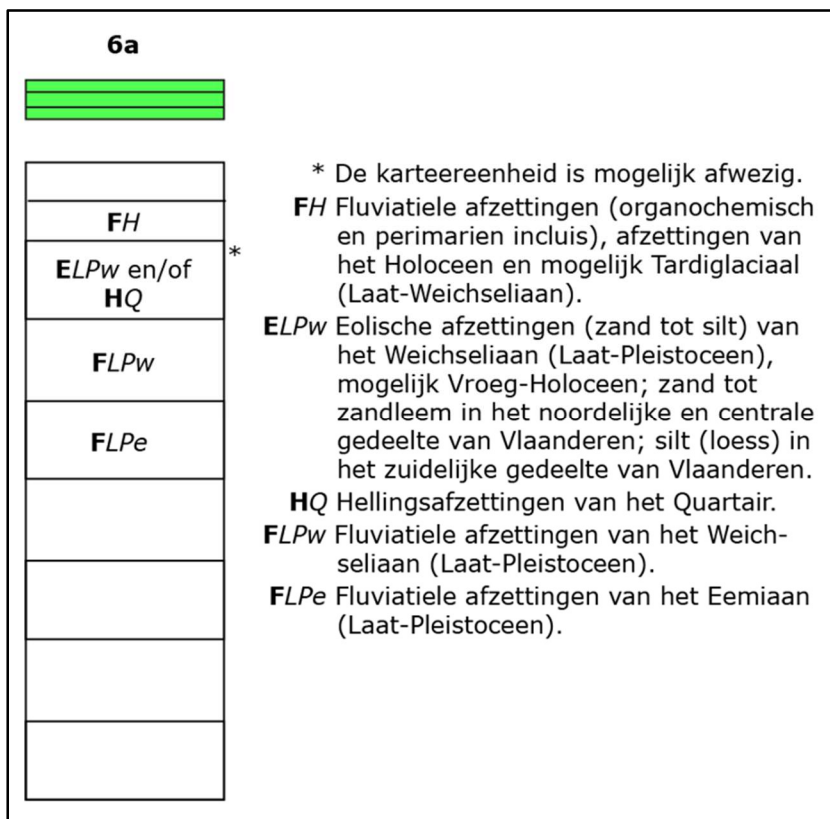 6a
* De karteereenheid is mogelijk afwezig.
FH Fluviatiele afzettingen (organochemisch
en perimarien incluis), afzettingen van
het Holoceen en mogelijk Tardiglaciaal
(Laat-Weichseliaan).
ELPw Eolische afzettingen (zand tot silt) van
het Weichseliaan (Laat-Pleistoceen),
mogelijk Vroeg-Holoceen; zand tot
zandleem in het noordelijke en centrale
gedeelte van Vlaanderen; silt (loess) in
het zuidelijke gedeelte van Vlaanderen.
HQ Hellingsafzettingen van het Quartair.
FLPw Fluviatiele afzettingen van het Weich-
seliaan (Laat-Pleistoceen).
FLPe Fluviatiele afzettingen van het Eemiaan
(Laat-Pleistoceen).
FH
ELPw en/of *
HQ
FLPw
FLPe